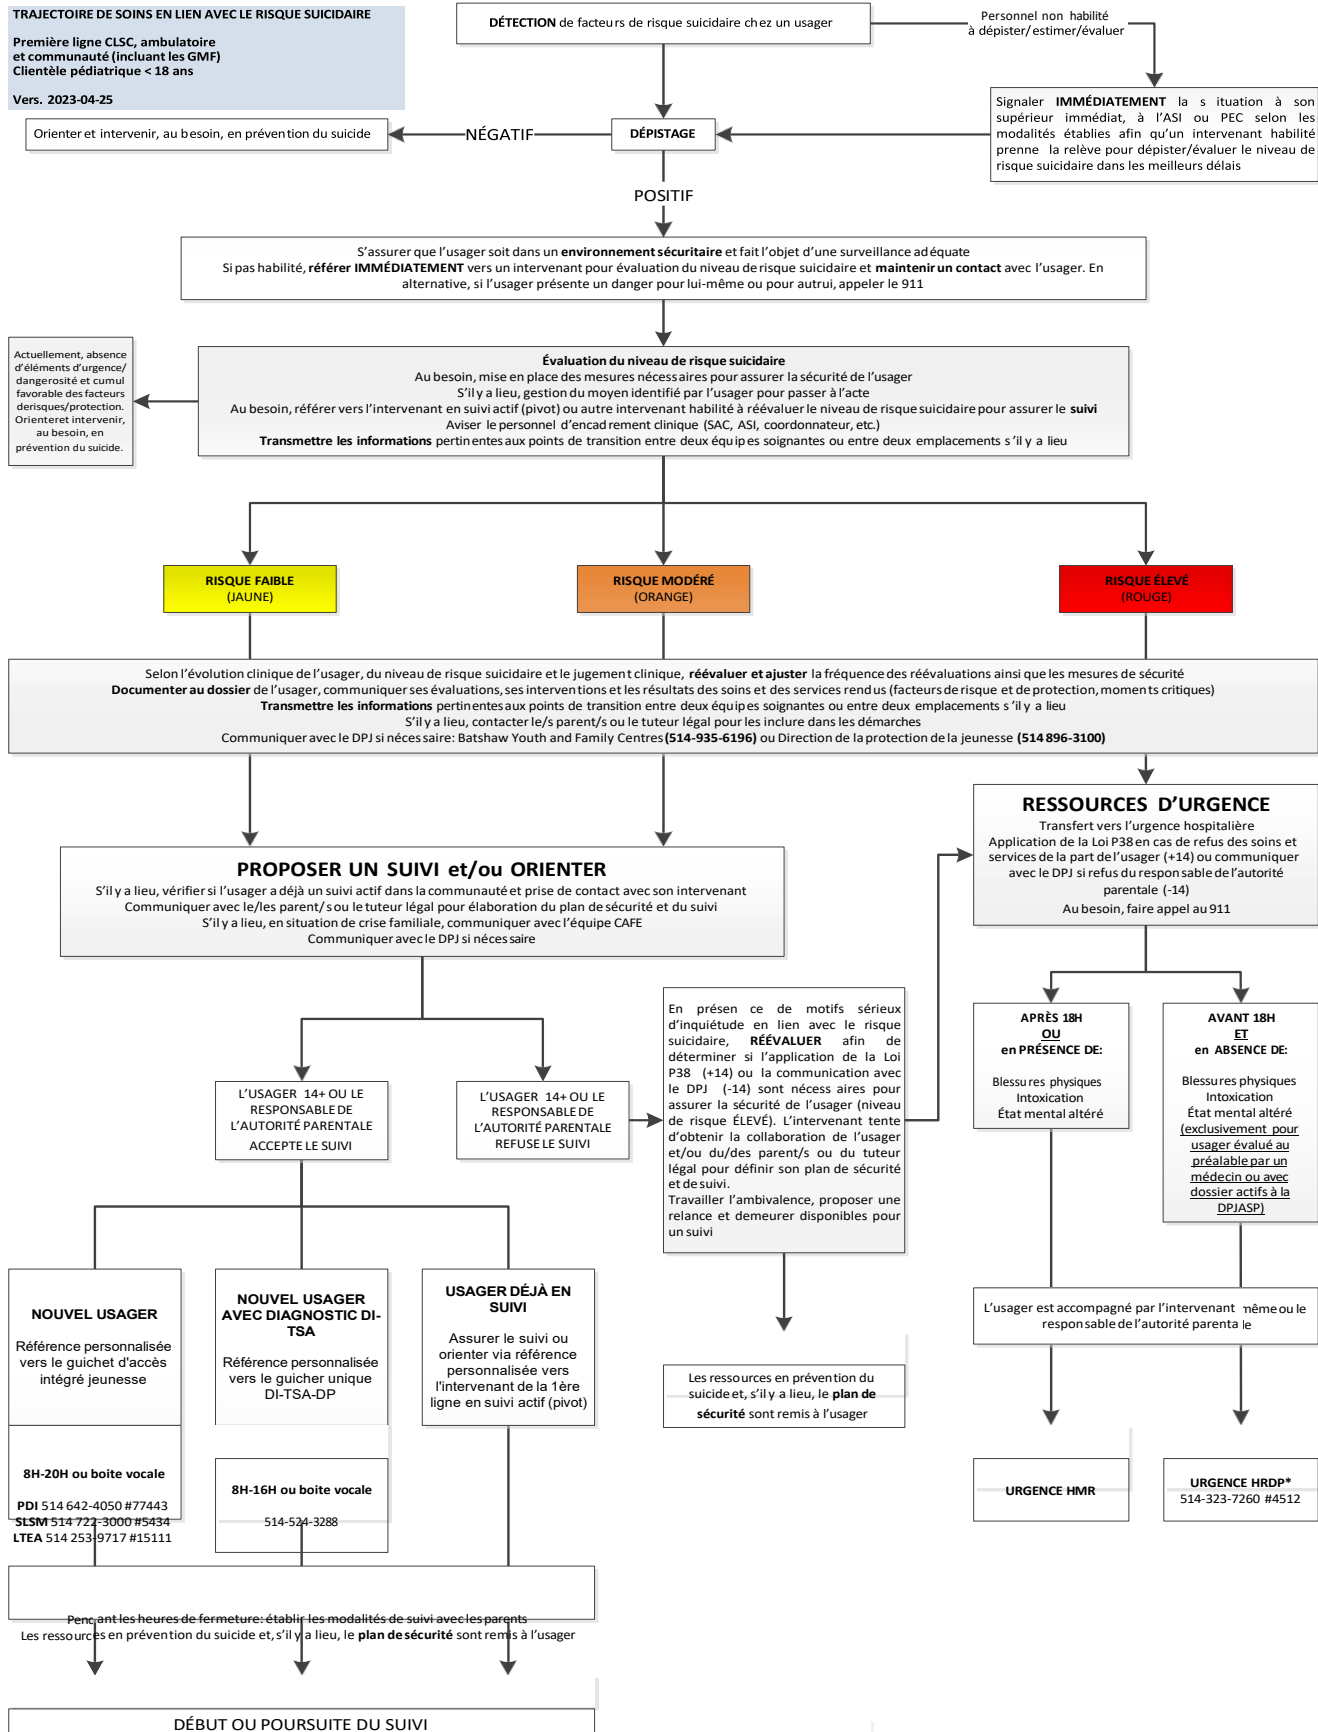 TRAJECTOIRE DE SOINS EN LIEN AVEC LE RISQUE SUICIDAIRE
Première ligne CLSC, ambulatoire
et communauté (incluant les GMF)
Clientèle pédiatrique < 18 ans
Vers. 2023-04-25
DÉTECTION de facteurs de risque suicidaire chez un usager
Personnel non habilité
à dépister/estimer/évaluer
Signaler IMMÉDIATEMENT la situation à son
supérieur immédiat, à l'ASI ou PEC selon les
modalités établies afin qu'un intervenant habilité
prenne la relève pour dépister/évaluer le niveau de
risque suicidaire dans les meilleurs délais
Orienter et intervenir, au besoin, en prévention du suicide
NÉGATIF
DÉPISTAGE
POSITIF
S'assurer que l'usager soit dans un environnement sécuritaire et fait l'objet d'une surveillance adéquate
Si pas habilité, référer IMMÉDIATEMENT vers un intervenant pour évaluation du niveau de risque suicidaire et maintenir un contact avec l'usager. En
alternative, si l'usager présente un danger pour lui-même ou pour autrui, appeler le 911
Actuellement, absence
d'éléments d'urgence/
dangerosité et cumul
favorable des facteurs
de risques/protection.
Orienter et intervenir,
au besoin, en
prévention du suicide.
Évaluation du niveau de risque suicidaire
Au besoin, mise en place des mesures nécessaires pour assurer la sécurité de l'usager
S'il y a lieu, gestion du moyen identifié par l'usager pour passer à l'acte
Au besoin, référer vers l'intervenant en suivi actif (pivot) ou autre intervenant habilité à réévaluer le niveau de risque suicidaire pour assurer le suivi
Aviser le personnel d'encadrement clinique (SAC, ASI, coordonnateur, etc.)
Transmettre les informations pertinentes aux points de transition entre deux équipes soignantes ou entre deux emplacements s'il y a lieu
RISQUE FAIBLE
(JAUNE)
RISQUE MODÉRÉ
(ORANGE)
RISQUE ÉLEVÉ
(ROUGE)
Selon l'évolution clinique de l'usager, du niveau de risque suicidaire et le jugement clinique, réévaluer et ajuster la fréquence des réévaluations ainsi que les mesures de sécurité
Documenter au dossier de l'usager, communiquer ses évaluations, ses interventions et les résultats des soins et des services rendus (facteurs de risque et de protection, moments critiques)
Transmettre les informations pertinentes aux points de transition entre deux équipes soignantes ou entre deux emplacements s'il y a lieu
S'il y a lieu, contacter le/s parent/s ou le tuteur légal pour les inclure dans les démarches
Communiquer avec le DPJ si nécessaire: Batshaw Youth and Family Centres (514-935-6196) ou Direction de la protection de la jeunesse (514 896-3100)
PROPOSER UN SUIVI et/ou ORIENTER
S'il y a lieu, vérifier si l'usager a déjà un suivi actif dans la communauté et prise de contact avec son intervenant
Communiquer avec le/les parent/s ou le tuteur légal pour élaboration du plan de sécurité et du suivi
S'il y a lieu, en situation de crise familiale, communiquer avec l'équipe CAFE
Communiquer avec le DPJ si nécessaire
RESSOURCES D'URGENCE
Transfert vers l'urgence hospitalière
Application de la Loi P38 en cas de refus des soins et
services de la part de l'usager (+14) ou communiquer
avec le DPJ si refus du responsable de l'autorité
parentale (-14)
Au besoin, faire appel au 911
L'USAGER 14+ OU LE
RESPONSABLE DE
L'AUTORITÉ PARENTALE
ACCEPTE LE SUIVI
L'USAGER 14+ OU LE
RESPONSABLE DE
L'AUTORITÉ PARENTALE
REFUSE LE SUIVI
En présence de motifs sérieux
d'inquiétude en lien avec le risque
suicidaire, RÉÉVALUER afin de
déterminer si l'application de la Loi
P38 (+14) ou la communication avec
le DPJ (-14) sont nécessaires pour
assurer la sécurité de l'usager (niveau
de risque ÉLEVÉ). L'intervenant tente
d'obtenir la collaboration de l'usager
et/ou du/des parent/s ou du tuteur
légal pour définir son plan de sécurité
et de suivi.
Travailler l'ambivalence, proposer une
relance et demeurer disponibles pour
un suivi
APRÈS 18H
OU
en PRÉSENCE DE:
Blessures physiques
Intoxication
État mental altéré
AVANT 18H
ET
en ABSENCE DE:
Blessures physiques
Intoxication
État mental altéré
(exclusivement pour
usager évalué au
préalable par un
médecin ou avec
dossier actifs à la
DPJASP)
NOUVEL USAGER
Référence personnalisée
vers le guichet d'accès
intégré jeunesse
NOUVEL USAGER
AVEC DIAGNOSTIC DI-
TSA
Référence personnalisée
vers le guicher unique
DI-TSA-DP
USAGER DÉJÀ EN
SUIVI
Assurer le suivi ou
orienter via référence
personnalisée vers
l'intervenant de la 1ère
ligne en suivi actif (pivot)
L'usager est accompagné par l'intervenant même ou le
responsable de l'autorité parentale
Les ressources en prévention du
suicide et, s'il y a lieu, le plan de
sécurité sont remis à l'usager
8H-20H ou boite vocale
PDI 514 642-4050 #77443
SLSM 514 722-3000 #5434
LTEA 514 253-9717 #15111
8H-16H ou boite vocale
514-524-3288
URGENCE HMR
URGENCE HRDP*
514-323-7260 #4512
Pendant les heures de fermeture: établir les modalités de suivi avec les parents
Les ressources en prévention du suicide et, s'il y a lieu, le plan de sécurité sont remis à l'usager
DÉBUT OU POURSUITE DU SUIVI